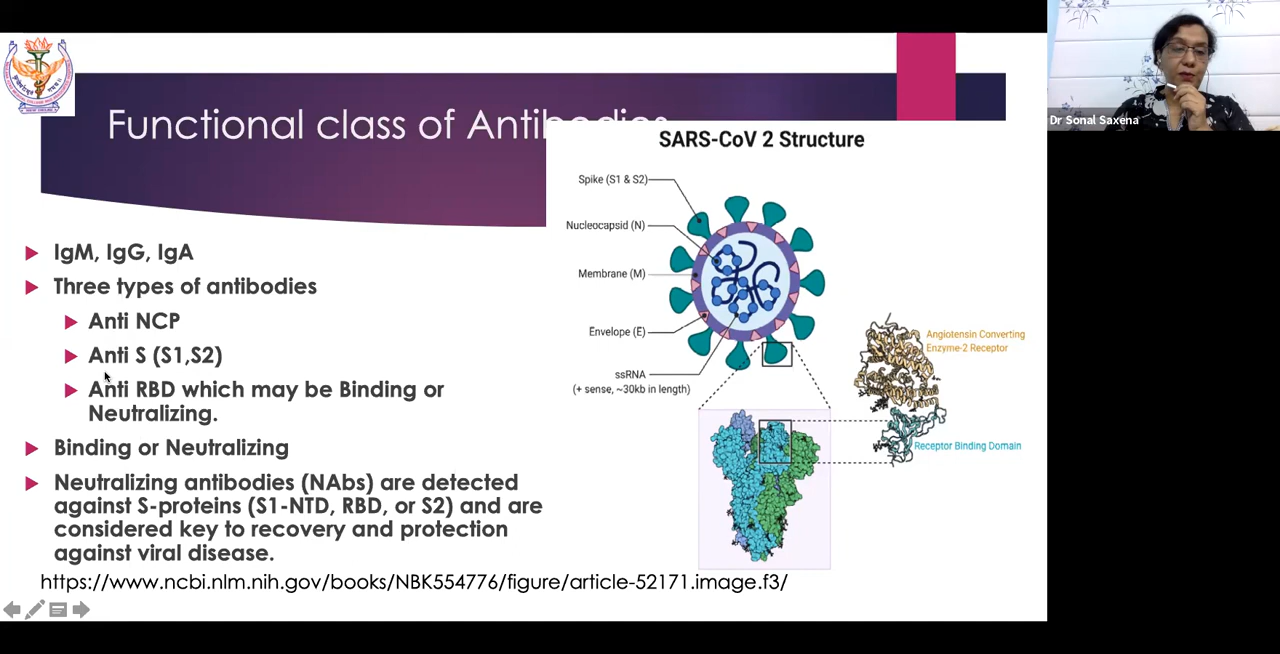 Functional class of Antibodies
SARS-CoV 2 Structure
Dr Sonal Saxena
IgM, IgG, IgA
Three types of antibodies
Anti NCP
Anti S (S1,S2)
Anti RBD which may be Binding or
Neutralizing.
Binding or Neutralizing
Neutralizing antibodies (NAbs) are detected
against S-proteins (S1-NTD, RBD, or S2) and are
considered key to recovery and protection
against viral disease.
Spike (S1 & S2)
Nucleocapsid (N)
Membrane (M)
Envelope (E)
ssRNA
(+ sense, ~30kb in length)
Angiotensin Converting
Enzyme-2 Receptor
Receptor Binding Domain
https://www.ncbi.nlm.nih.gov/books/NBK554776/figure/article-52171.image.f3/